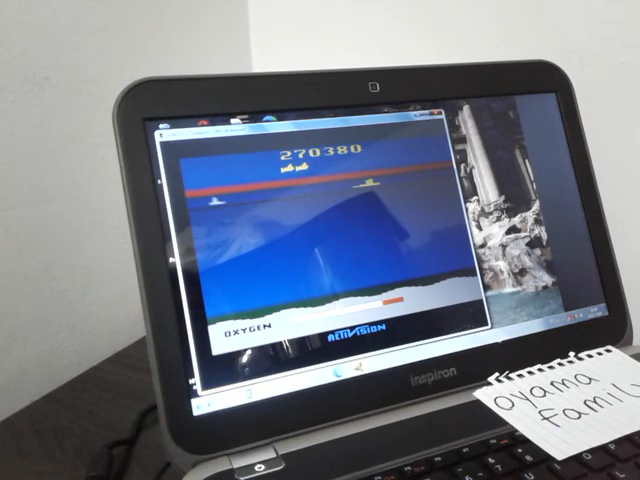 270380
OXYGEN
ACTIVISION
inspiron
oyama
famil